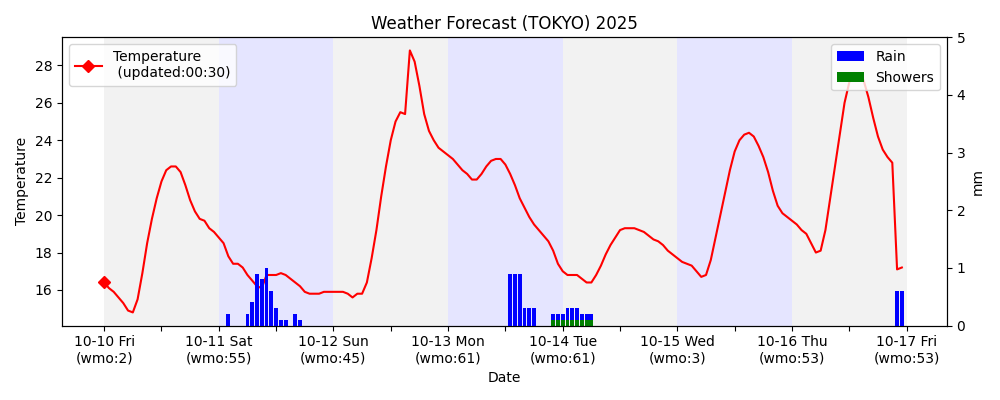 Weather Forecast (TOKYO) 2025
Temperature
(updated:00:30)
Rain
Showers
Temperature
28
26
24
22
20
18
16
5
4
3
2
1
0
mm
10-10 Fri
(wmo:2)
10-11 Sat
(wmo:55)
10-12 Sun
(wmo:45)
10-13 Mon
(wmo:61)
10-14 Tue
(wmo:61)
10-15 Wed
(wmo:3)
10-16 Thu
(wmo:53)
10-17 Fri
(wmo:53)
Date